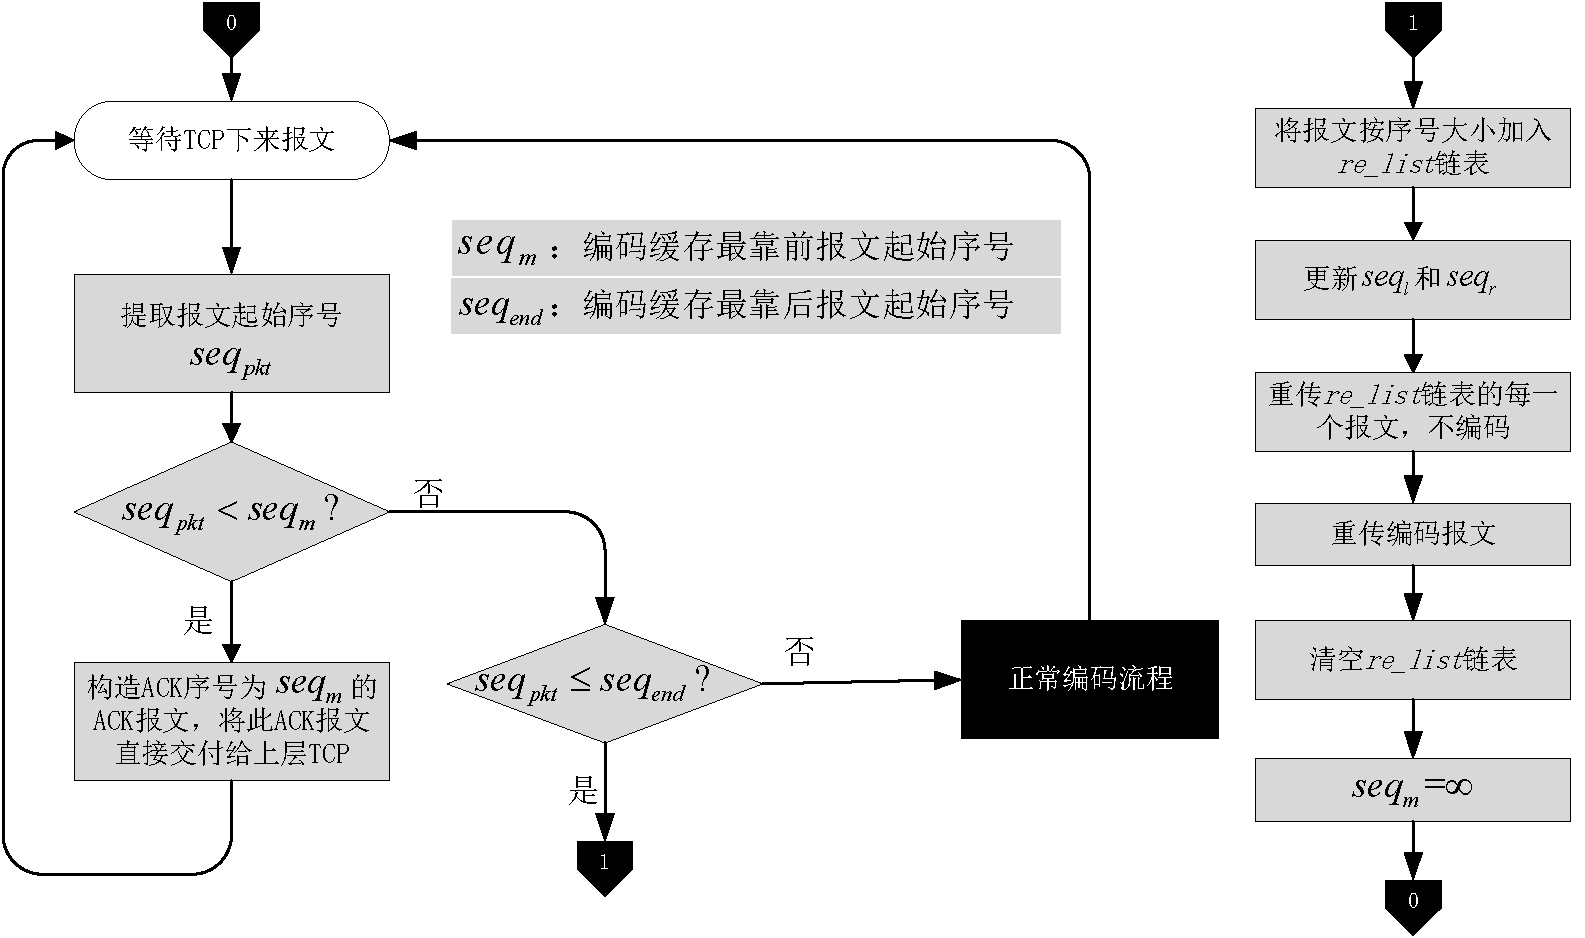 0
等待TCP下来报文
提取报文起始序号
seq_pkt
seq_m：编码缓存最靠前报文起始序号
seq_end：编码缓存最靠后报文起始序号
seq_pkt < seq_m？
否
是
构造ACK序号为 seq_m 的
ACK报文，将此ACK报文
直接交付给上层TCP
seq_pkt ≤ seq_end？
否
是
正常编码流程
1
1
将报文按序号大小加入
re_list链表
更新seq_l和seq_r
重传re_list链表的每一
个报文，不编码
重传编码报文
清空re_list链表
seq_m=∞
0